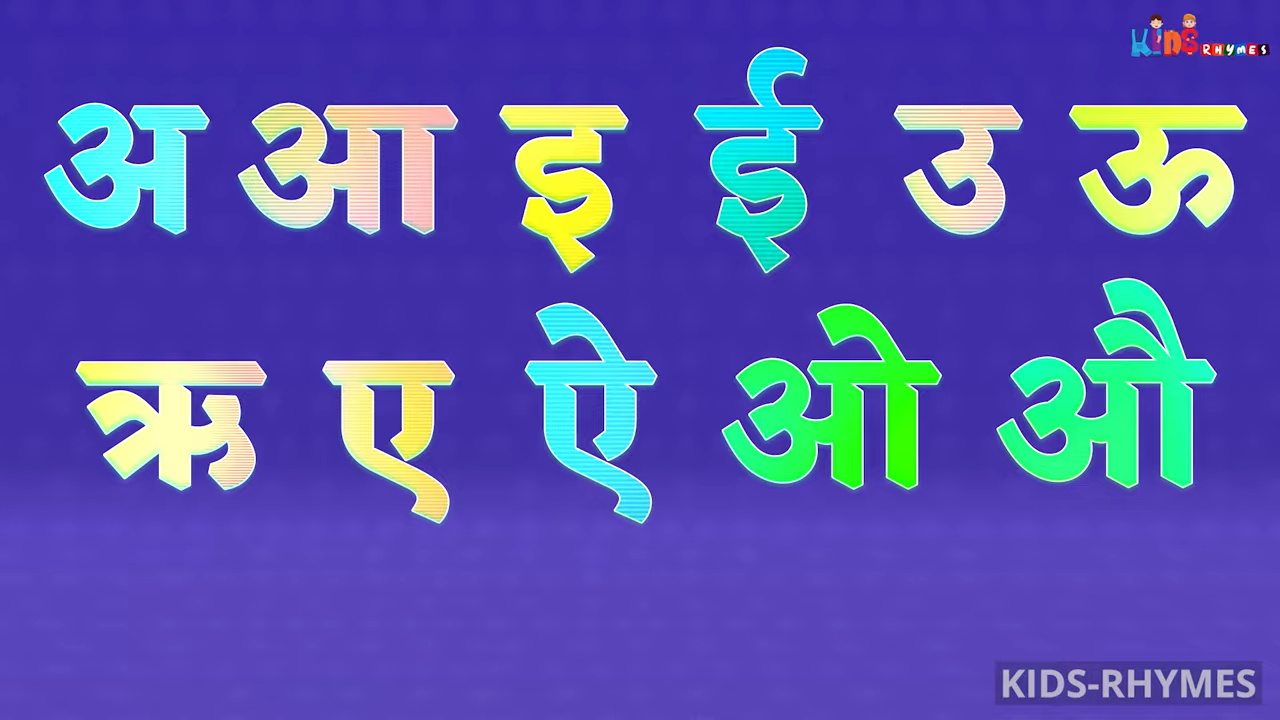 KIDS RHYMES
अ आ इ ई उ ऊ
ऋ ए ऐ ओ औ
KIDS-RHYMES